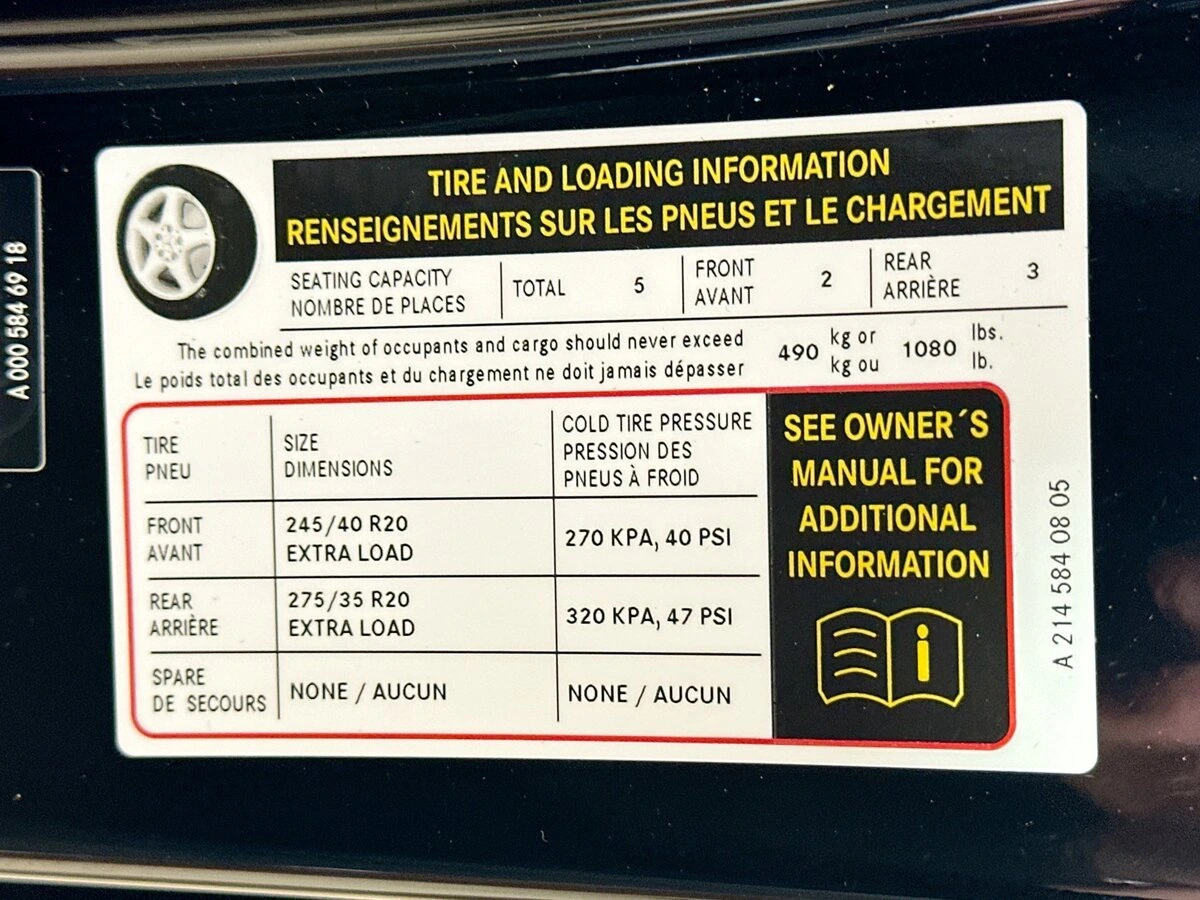 TIRE AND LOADING INFORMATION
RENSEIGNEMENTS SUR LES PNEUS ET LE CHARGEMENT
SEATING CAPACITY
NOMBRE DE PLACES
TOTAL 5
FRONT
AVANT
2
REAR
ARRIÈRE
3
The combined weight of occupants and cargo should never exceed
Le poids total des occupants et du chargement ne doit jamais dépasser
490
kg or
kg ou
1080
lbs.
lb.
TIRE
PNEU
SIZE
DIMENSIONS
COLD TIRE PRESSURE
PRESSION DES
PNEUS À FROID
FRONT
AVANT
245/40 R20
EXTRA LOAD
270 KPA, 40 PSI
REAR
ARRIÈRE
275/35 R20
EXTRA LOAD
320 KPA, 47 PSI
SPARE
DE SECOURS
NONE / AUCUN
NONE / AUCUN
SEE OWNER´S
MANUAL FOR
ADDITIONAL
INFORMATION
A 214 584 08 05
A 000 584 69 18